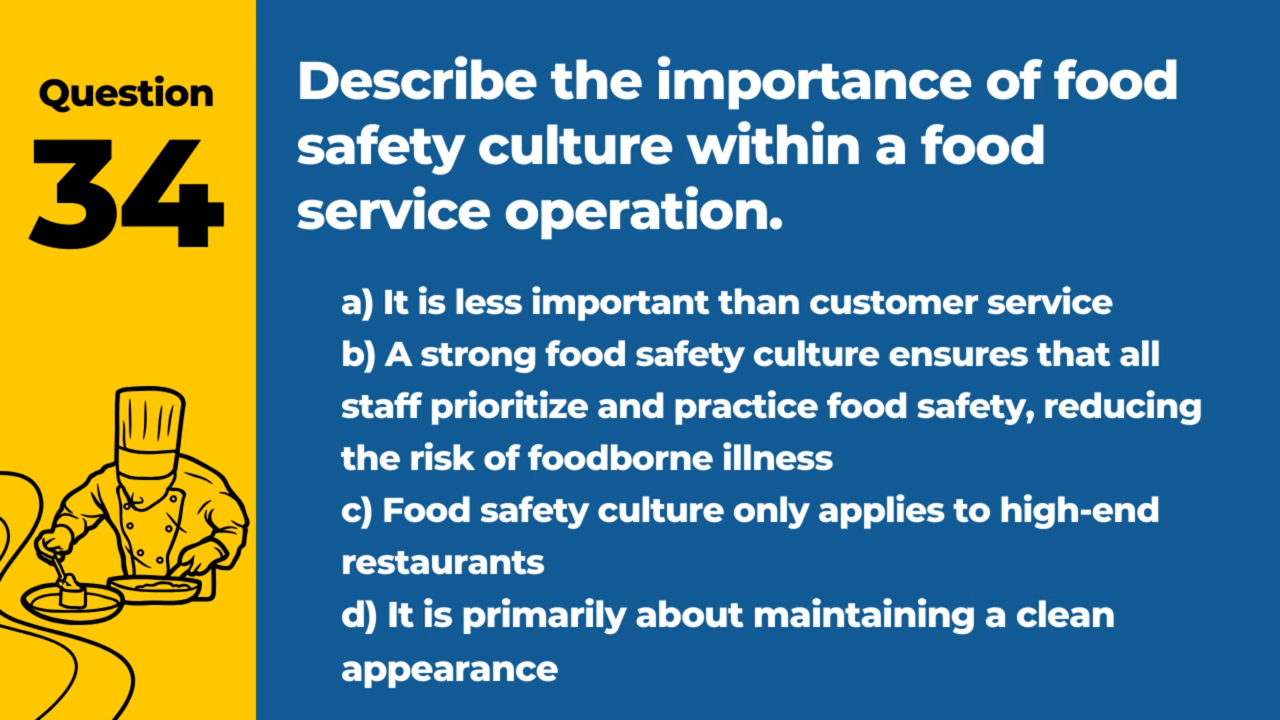 Question
34
Describe the importance of food
safety culture within a food
service operation.
a) It is less important than customer service
b) A strong food safety culture ensures that all
staff prioritize and practice food safety, reducing
the risk of foodborne illness
c) Food safety culture only applies to high-end
restaurants
d) It is primarily about maintaining a clean
appearance